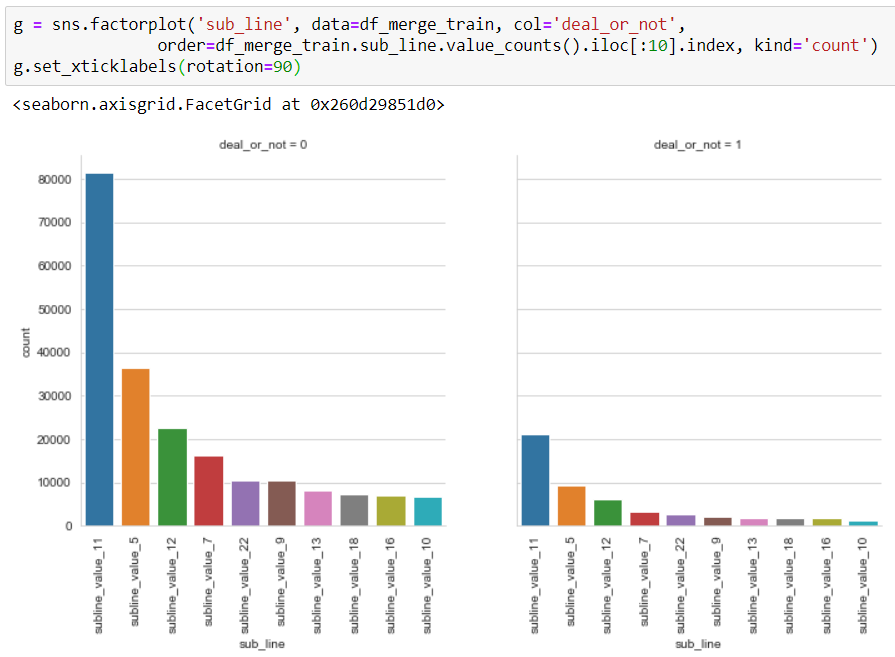 g = sns.factorplot('sub_line', data=df_merge_train, col='deal_or_not',
order=df_merge_train.sub_line.value_counts().iloc[:10].index, kind='count')
g.set_xticklabels(rotation=90)
<seaborn.axisgrid.FacetGrid at 0x260d29851d0>
deal_or_not = 0
deal_or_not = 1
80000
70000
60000
50000
40000
30000
20000
10000
0
count
subline_value_11
subline_value_5
subline_value_12
subline_value_7
subline_value_22
subline_value_9
subline_value_13
subline_value_18
subline_value_16
subline_value_10
sub_line
subline_value_11
subline_value_5
subline_value_12
subline_value_7
subline_value_22
subline_value_9
subline_value_13
subline_value_18
subline_value_16
subline_value_10
sub_line